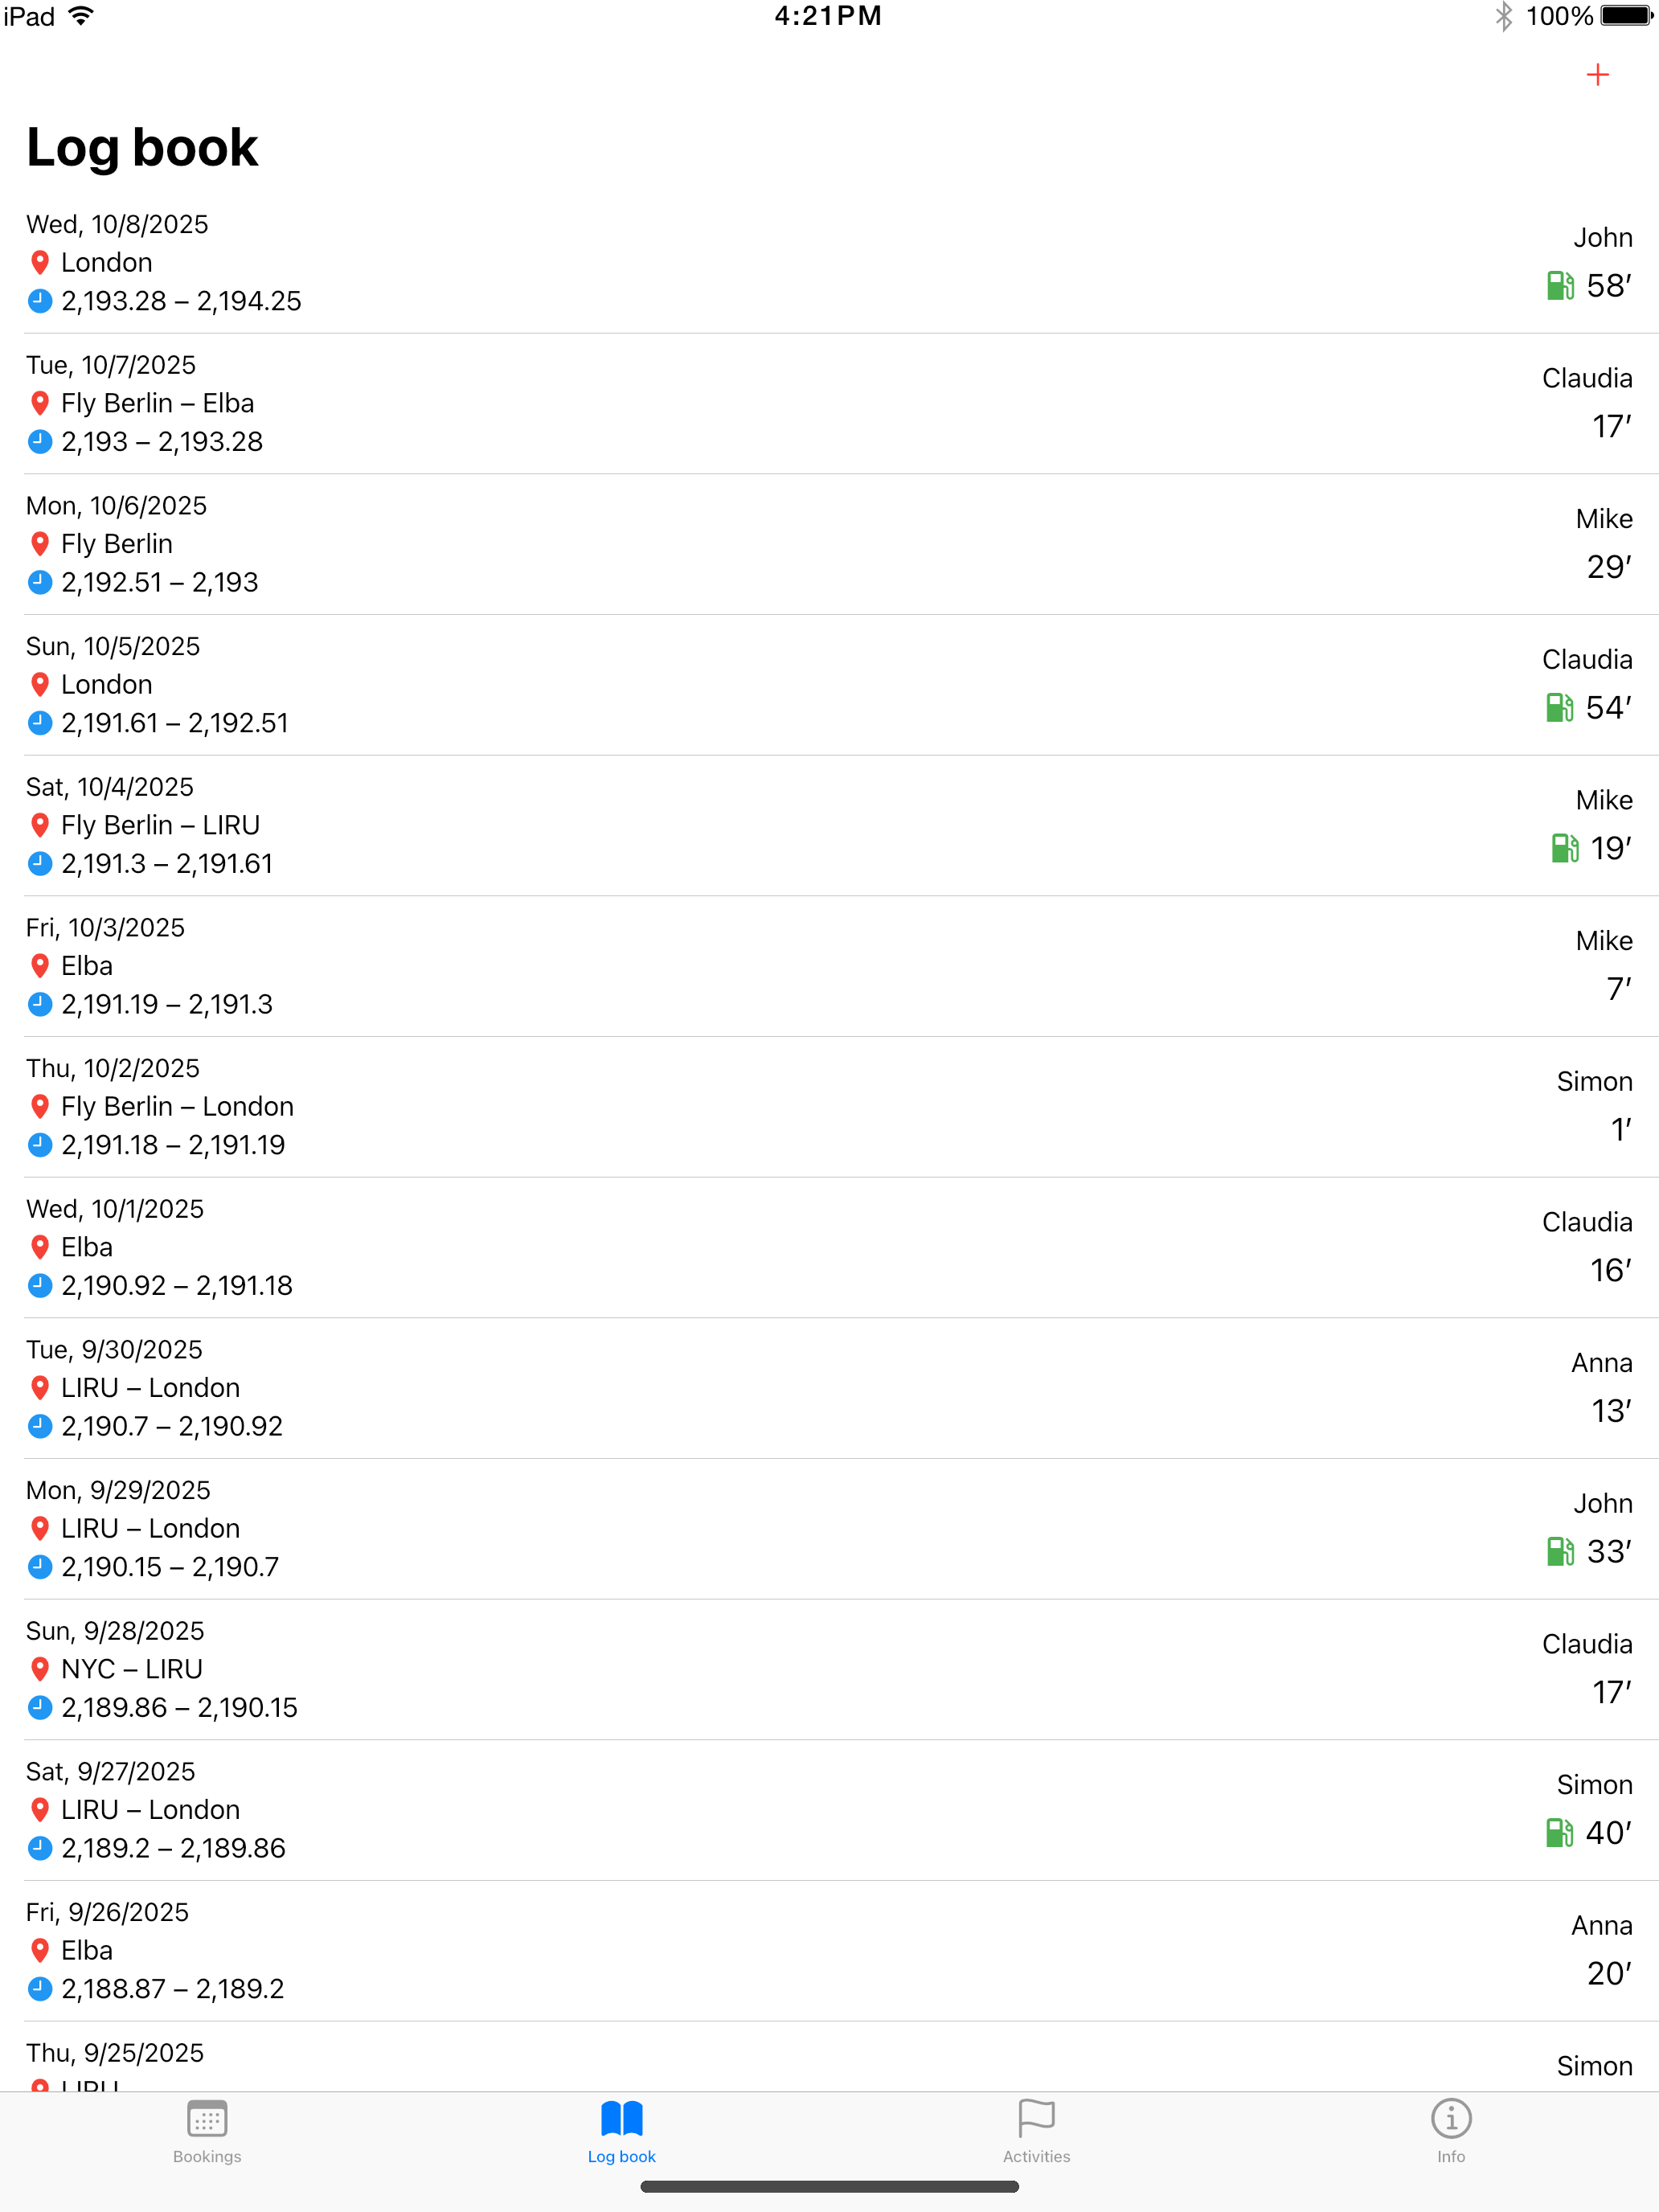 iPad 4:21PM 100%
Log book
Wed, 10/8/2025
John
London
58′
2,193.28 – 2,194.25
Tue, 10/7/2025
Claudia
Fly Berlin – Elba
17′
2,193 – 2,193.28
Mon, 10/6/2025
Mike
Fly Berlin
29′
2,192.51 – 2,193
Sun, 10/5/2025
Claudia
London
54′
2,191.61 – 2,192.51
Sat, 10/4/2025
Mike
Fly Berlin – LIRU
19′
2,191.3 – 2,191.61
Fri, 10/3/2025
Mike
Elba
7′
2,191.19 – 2,191.3
Thu, 10/2/2025
Simon
Fly Berlin – London
1′
2,191.18 – 2,191.19
Wed, 10/1/2025
Claudia
Elba
16′
2,190.92 – 2,191.18
Tue, 9/30/2025
Anna
LIRU – London
13′
2,190.7 – 2,190.92
Mon, 9/29/2025
John
LIRU – London
33′
2,190.15 – 2,190.7
Sun, 9/28/2025
Claudia
NYC – LIRU
17′
2,189.86 – 2,190.15
Sat, 9/27/2025
Simon
LIRU – London
40′
2,189.2 – 2,189.86
Fri, 9/26/2025
Anna
Elba
20′
2,188.87 – 2,189.2
Thu, 9/25/2025
Simon
LIRU
Bookings
Log book
Activities
Info